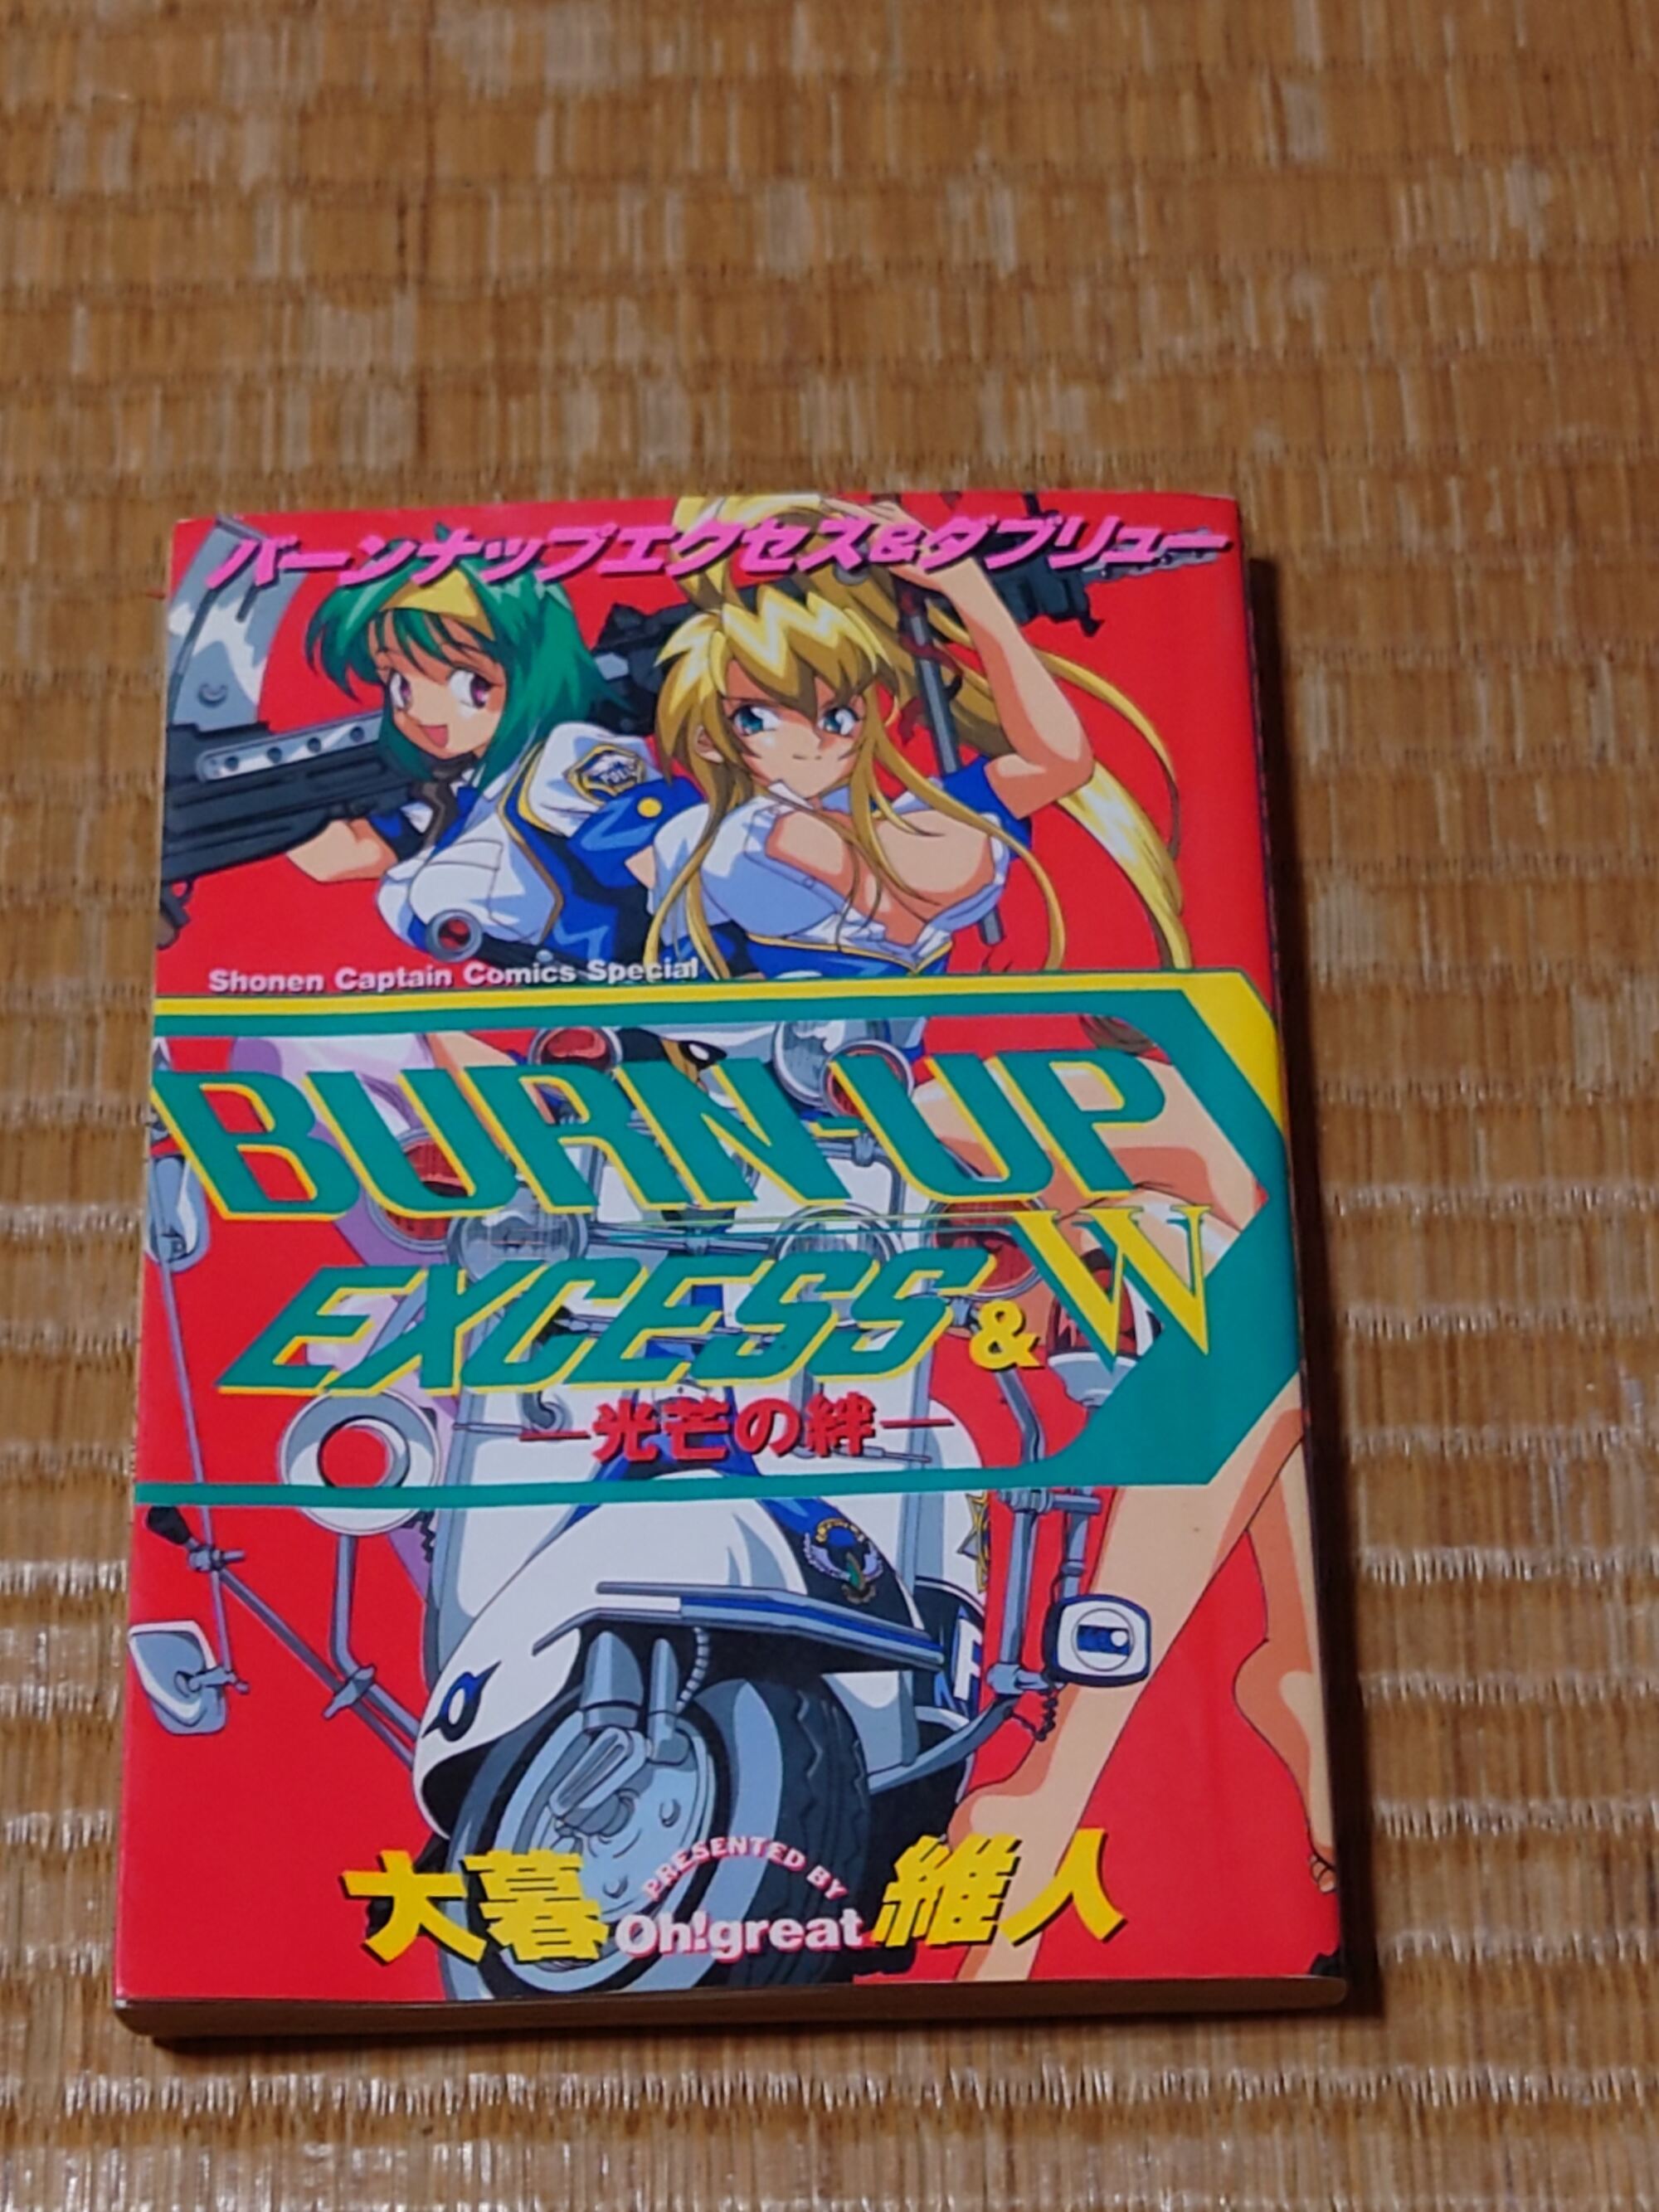 バーンナップエクセス&ダブリュー
Shonen Captain Comics Special
BURN-UP
EXCESS & W
―光芒の絆―
PRESENTED BY
大暮 Oh!great 維人